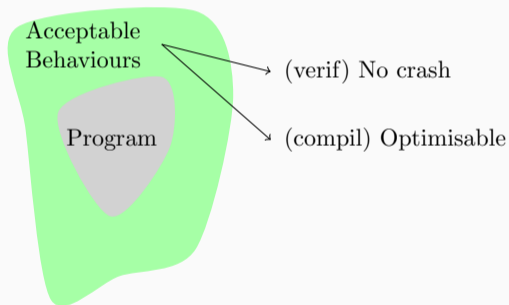 Acceptable
Behaviours
(verif) No crash
Program
(compil) Optimisable